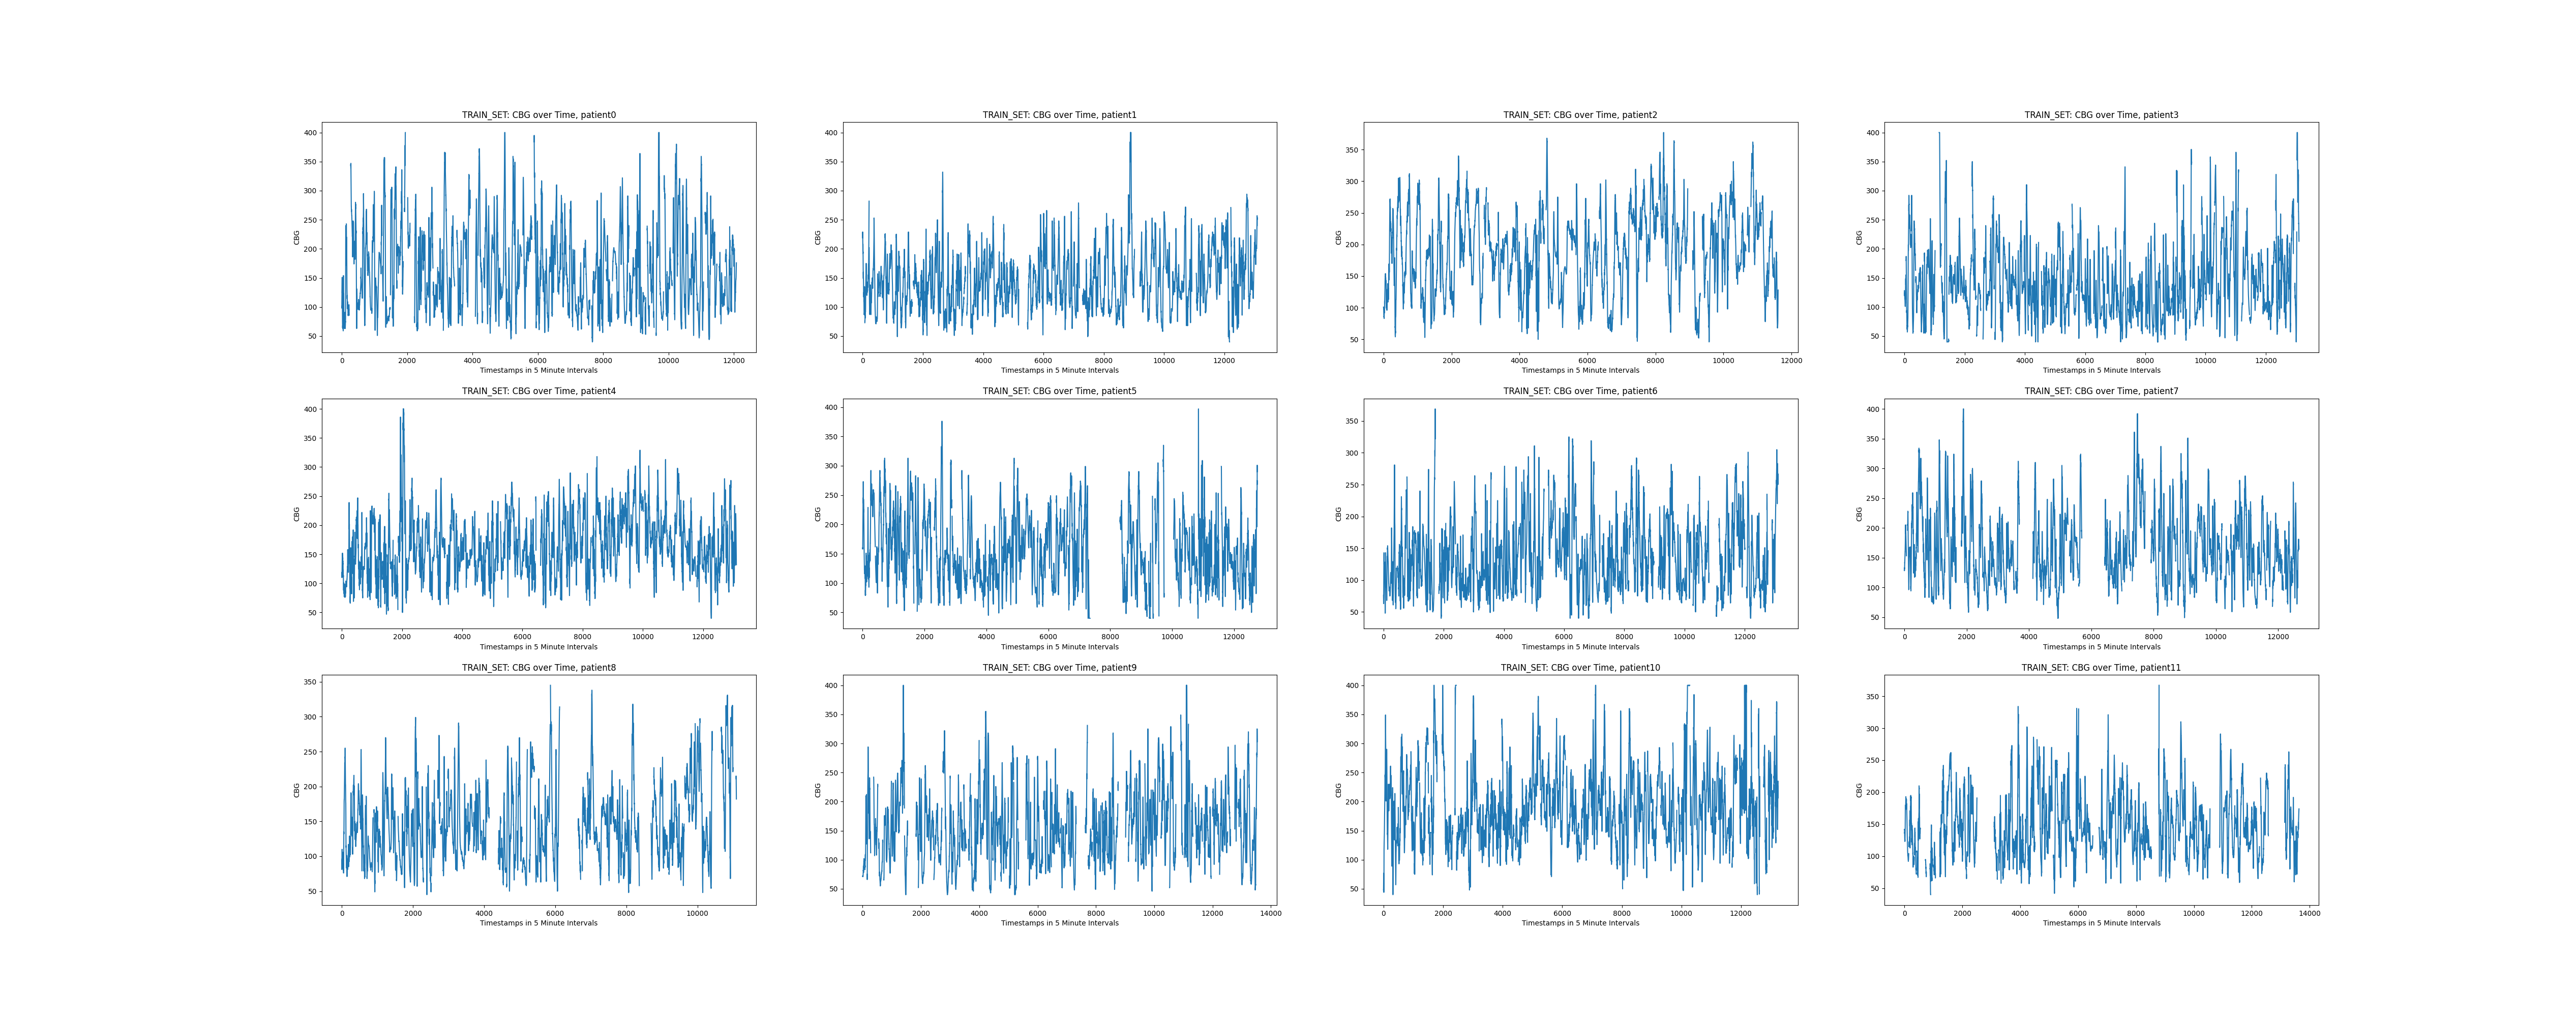 TRAIN_SET: CBG over Time, patient0
CBG
400
350
300
250
200
150
100
50
0 2000 4000 6000 8000 10000 12000
Timestamps in 5 Minute Intervals
TRAIN_SET: CBG over Time, patient1
CBG
400
350
300
250
200
150
100
50
0 2000 4000 6000 8000 10000 12000
Timestamps in 5 Minute Intervals
TRAIN_SET: CBG over Time, patient2
CBG
350
300
250
200
150
100
50
0 2000 4000 6000 8000 10000 12000
Timestamps in 5 Minute Intervals
TRAIN_SET: CBG over Time, patient3
CBG
400
350
300
250
200
150
100
50
0 2000 4000 6000 8000 10000 12000
Timestamps in 5 Minute Intervals
TRAIN_SET: CBG over Time, patient4
CBG
400
350
300
250
200
150
100
50
0 2000 4000 6000 8000 10000 12000
Timestamps in 5 Minute Intervals
TRAIN_SET: CBG over Time, patient5
CBG
400
350
300
250
200
150
100
50
0 2000 4000 6000 8000 10000 12000
Timestamps in 5 Minute Intervals
TRAIN_SET: CBG over Time, patient6
CBG
350
300
250
200
150
100
50
0 2000 4000 6000 8000 10000 12000
Timestamps in 5 Minute Intervals
TRAIN_SET: CBG over Time, patient7
CBG
400
350
300
250
200
150
100
50
0 2000 4000 6000 8000 10000 12000
Timestamps in 5 Minute Intervals
TRAIN_SET: CBG over Time, patient8
CBG
350
300
250
200
150
100
50
0 2000 4000 6000 8000 10000
Timestamps in 5 Minute Intervals
TRAIN_SET: CBG over Time, patient9
CBG
400
350
300
250
200
150
100
50
0 2000 4000 6000 8000 10000 12000 14000
Timestamps in 5 Minute Intervals
TRAIN_SET: CBG over Time, patient10
CBG
400
350
300
250
200
150
100
50
0 2000 4000 6000 8000 10000 12000
Timestamps in 5 Minute Intervals
TRAIN_SET: CBG over Time, patient11
CBG
350
300
250
200
150
100
50
0 2000 4000 6000 8000 10000 12000 14000
Timestamps in 5 Minute Intervals